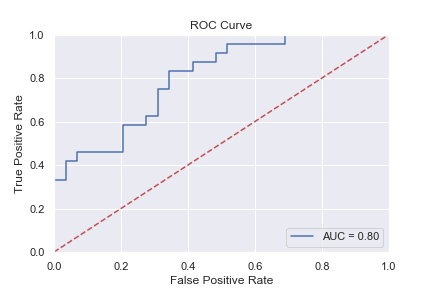 ROC Curve
True Positive Rate
1.0
0.8
0.6
0.4
0.2
0.0
AUC = 0.80
0.0 0.2 0.4 0.6 0.8 1.0
False Positive Rate